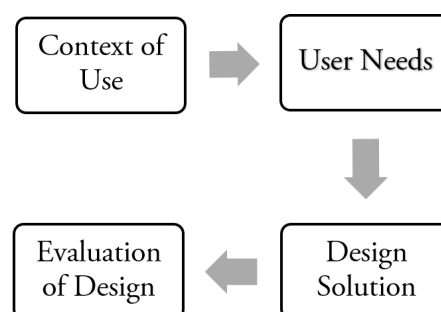 Context of
Use
User Needs
Evaluation
of Design
Design
Solution